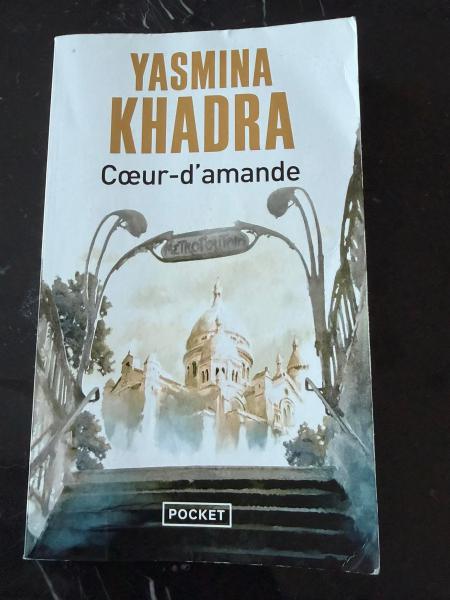 YASMINA
KHADRA
Cœur-d'amande
METROPOLITAIN
POCKET